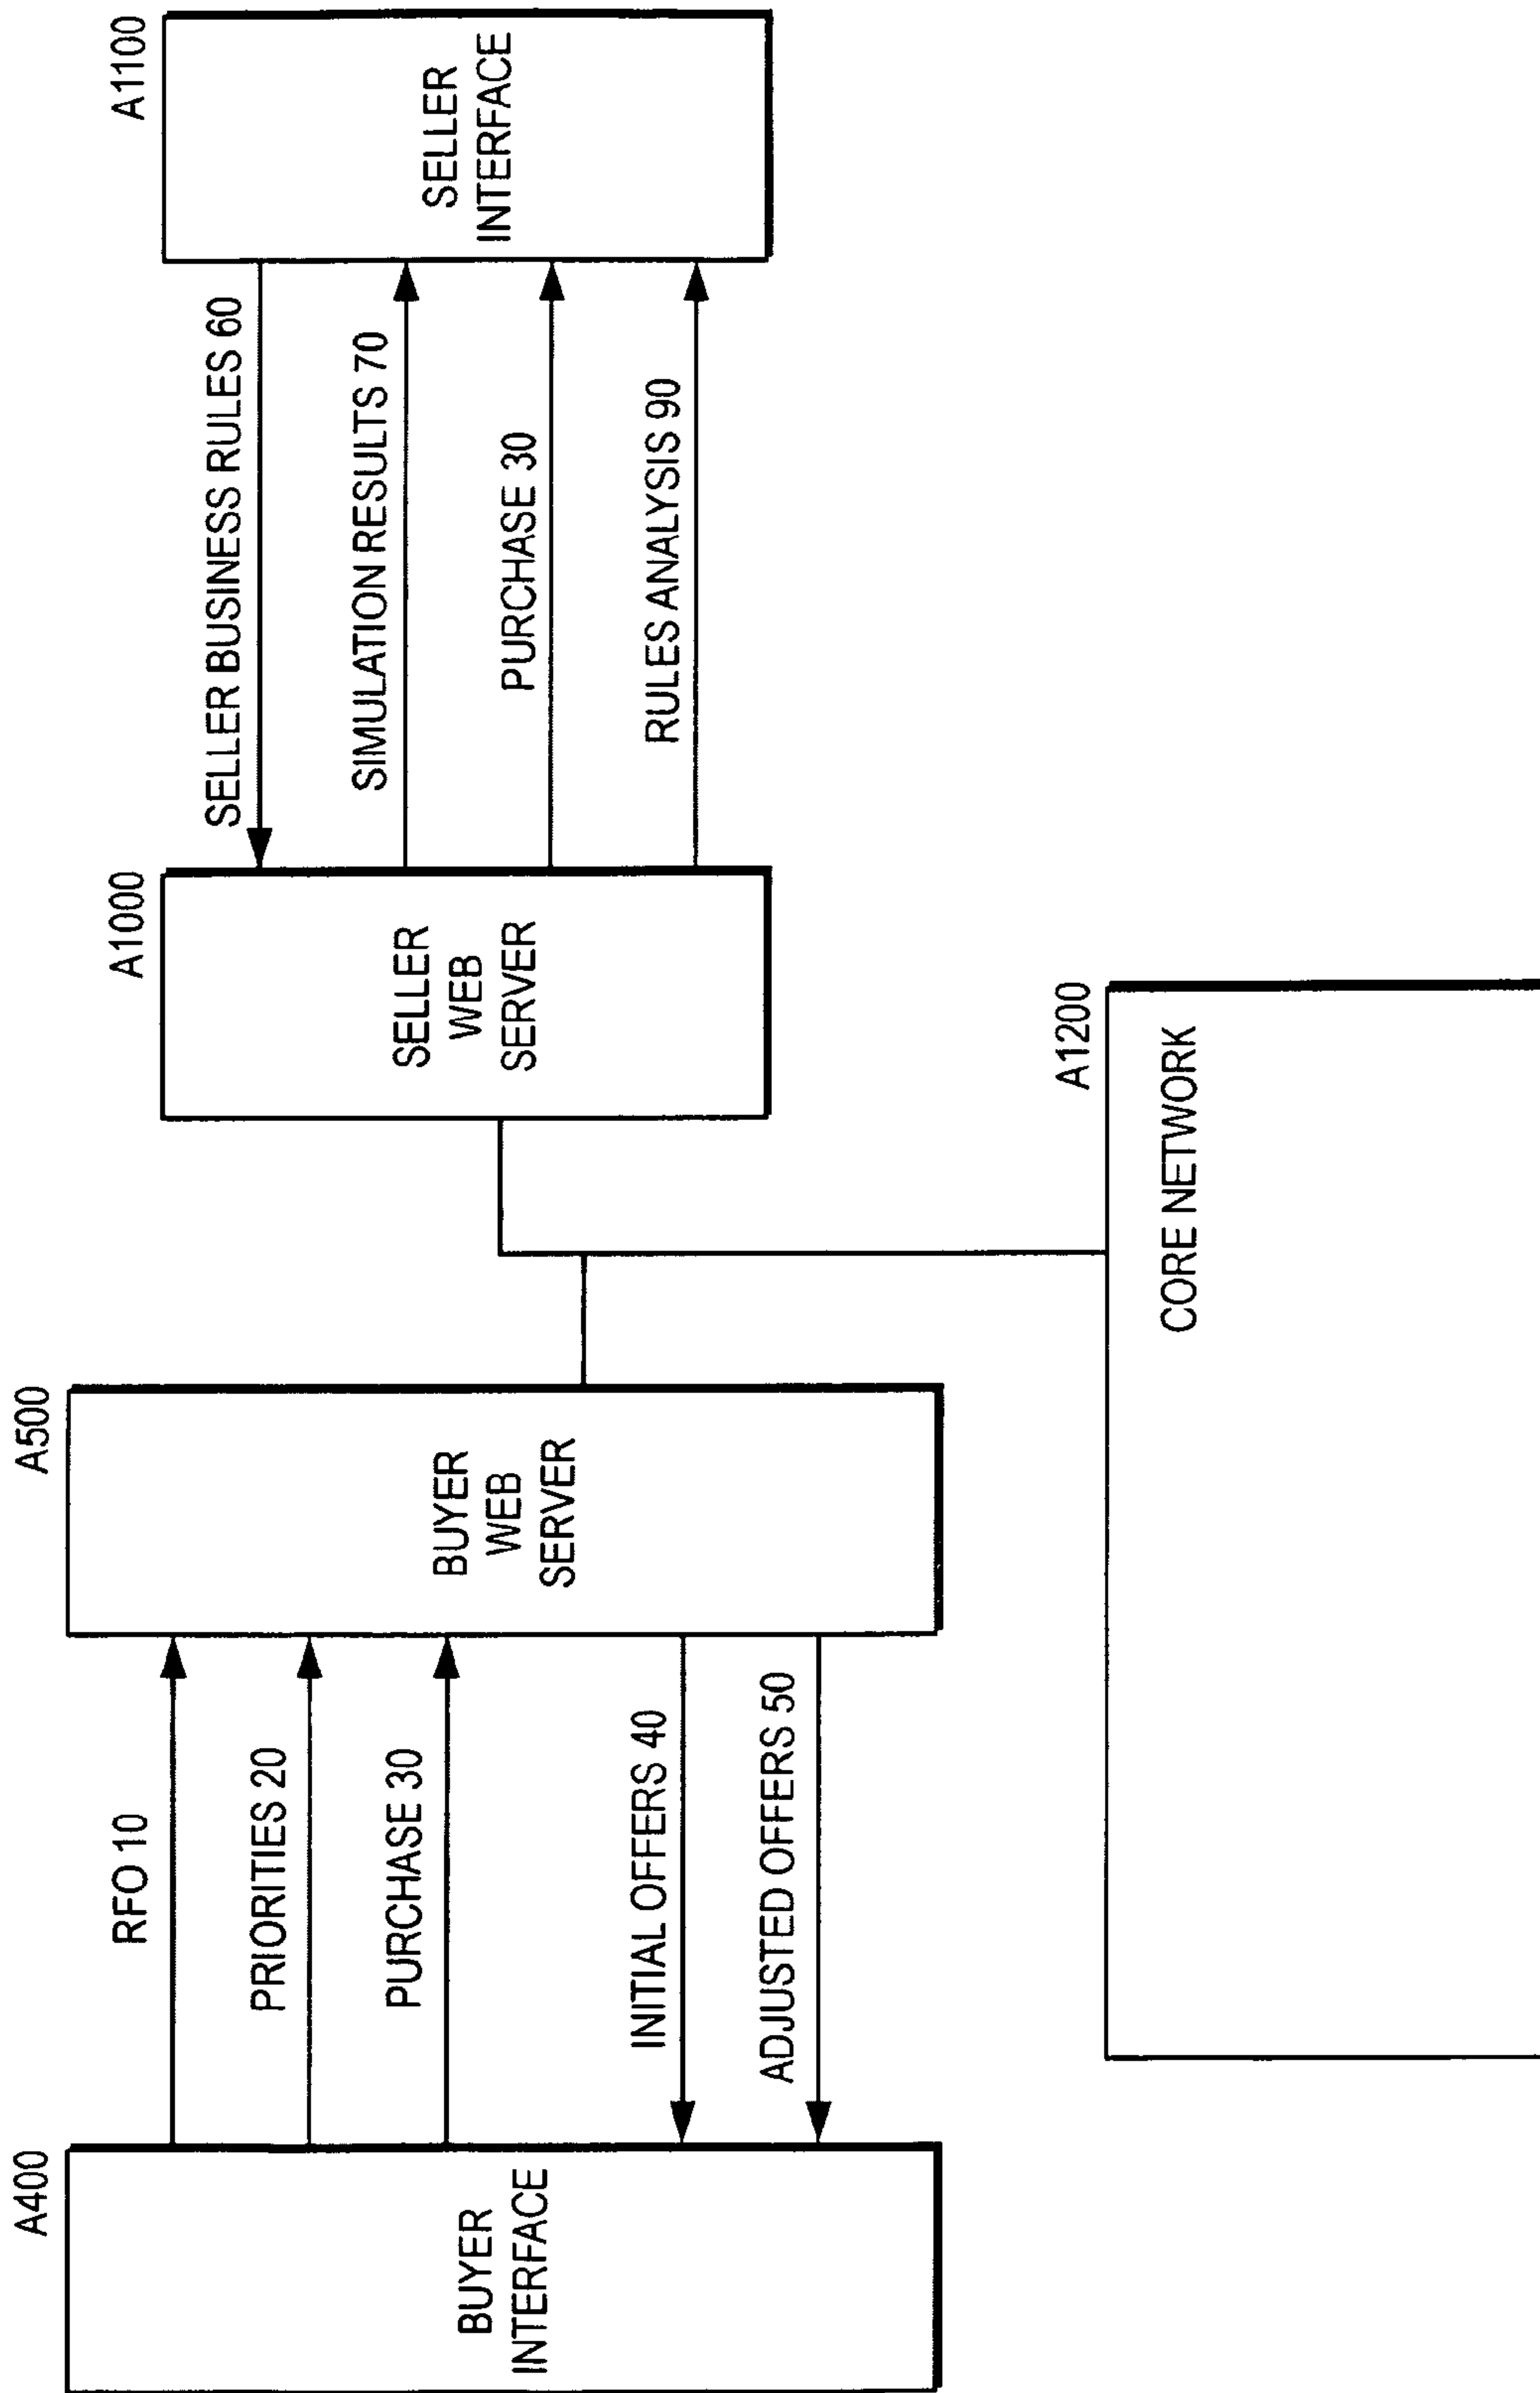 A400
BUYER
INTERFACE
RFO 10
PRIORITIES 20
PURCHASE 30
INITIAL OFFERS 40
ADJUSTED OFFERS 50
A500
BUYER
WEB
SERVER
A1000
SELLER
WEB
SERVER
SELLER BUSINESS RULES 60
SIMULATION RESULTS 70
PURCHASE 30
RULES ANALYSIS 90
A1100
SELLER
INTERFACE
A1200
CORE NETWORK